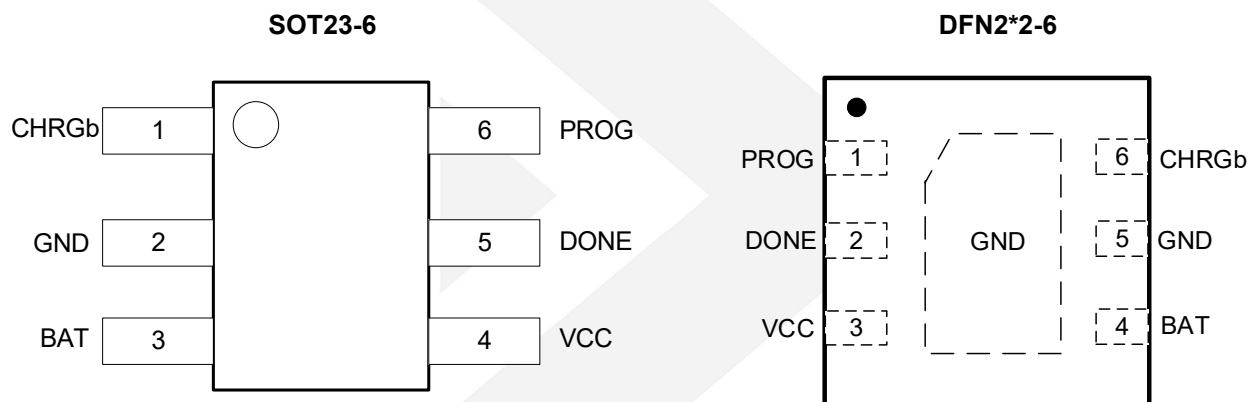 SOT23-6
CHRGb 1 6 PROG
GND 2 5 DONE
BAT 3 4 VCC
DFN2*2-6
PROG 1 6 CHRGb
DONE 2 GND 5 GND
VCC 3 4 BAT